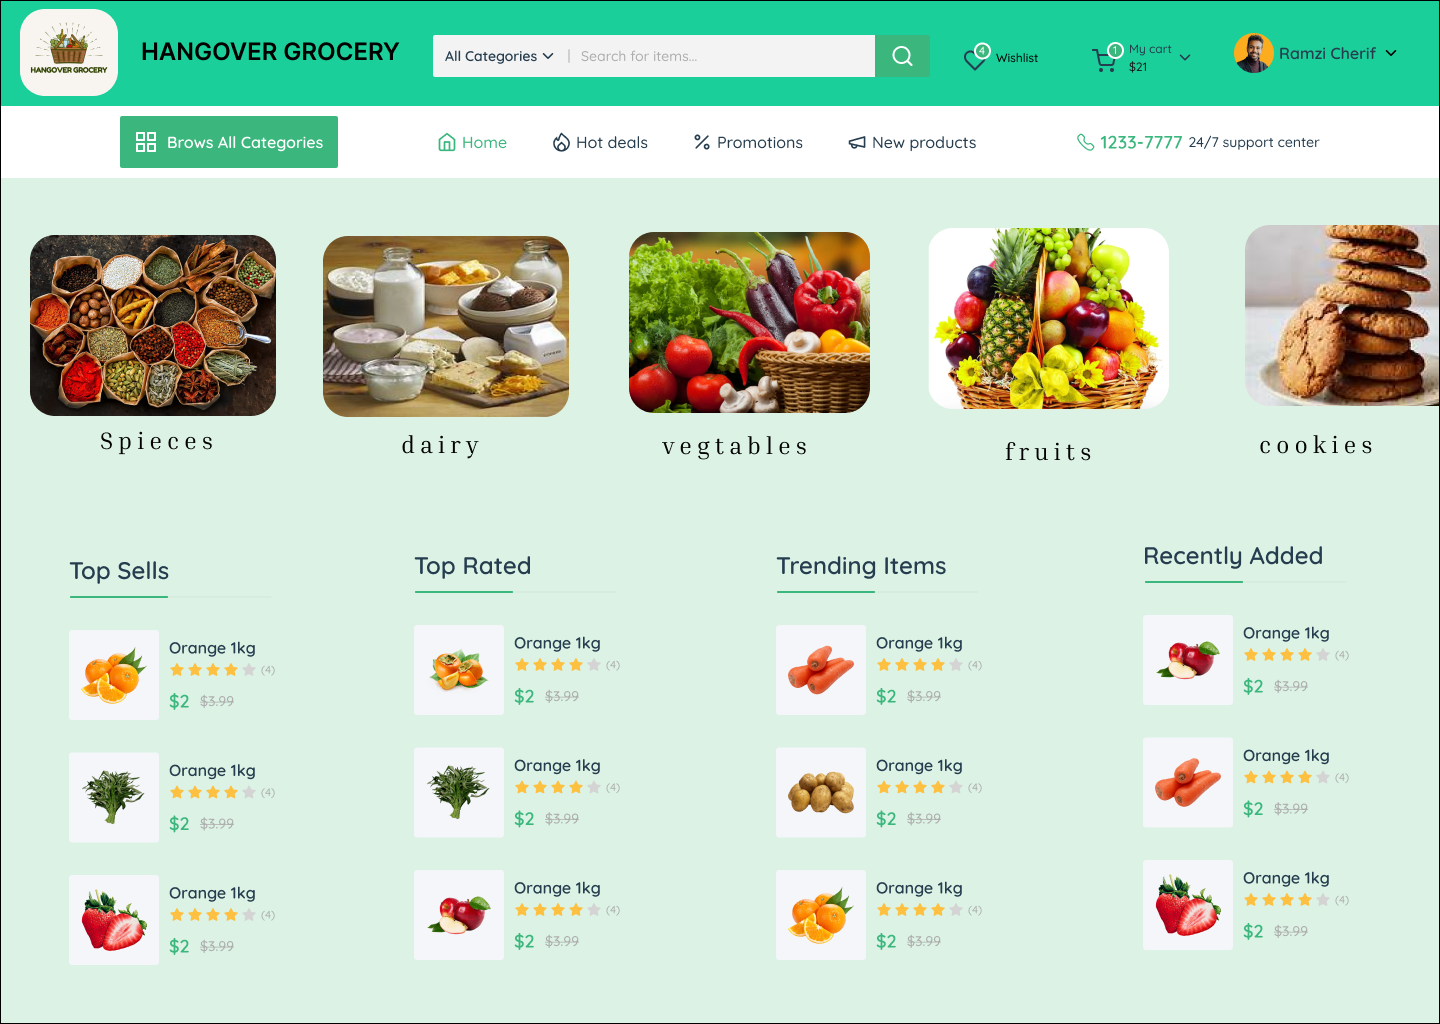 HANGOVER GROCERY
HANGOVER GROCERY
All Categories | Search for items...
4
Wishlist
1
My cart
$21
Ramzi Cherif
Brows All Categories
Home
Hot deals
Promotions
New products
1233-7777 24/7 support center
Spieces
dairy
vegtables
fruits
cookies
Top Sells
Orange 1kg
(4)
$2 $3.99
Orange 1kg
(4)
$2 $3.99
Orange 1kg
(4)
$2 $3.99
Top Rated
Orange 1kg
(4)
$2 $3.99
Orange 1kg
(4)
$2 $3.99
Orange 1kg
(4)
$2 $3.99
Trending Items
Orange 1kg
(4)
$2 $3.99
Orange 1kg
(4)
$2 $3.99
Orange 1kg
(4)
$2 $3.99
Recently Added
Orange 1kg
(4)
$2 $3.99
Orange 1kg
(4)
$2 $3.99
Orange 1kg
(4)
$2 $3.99